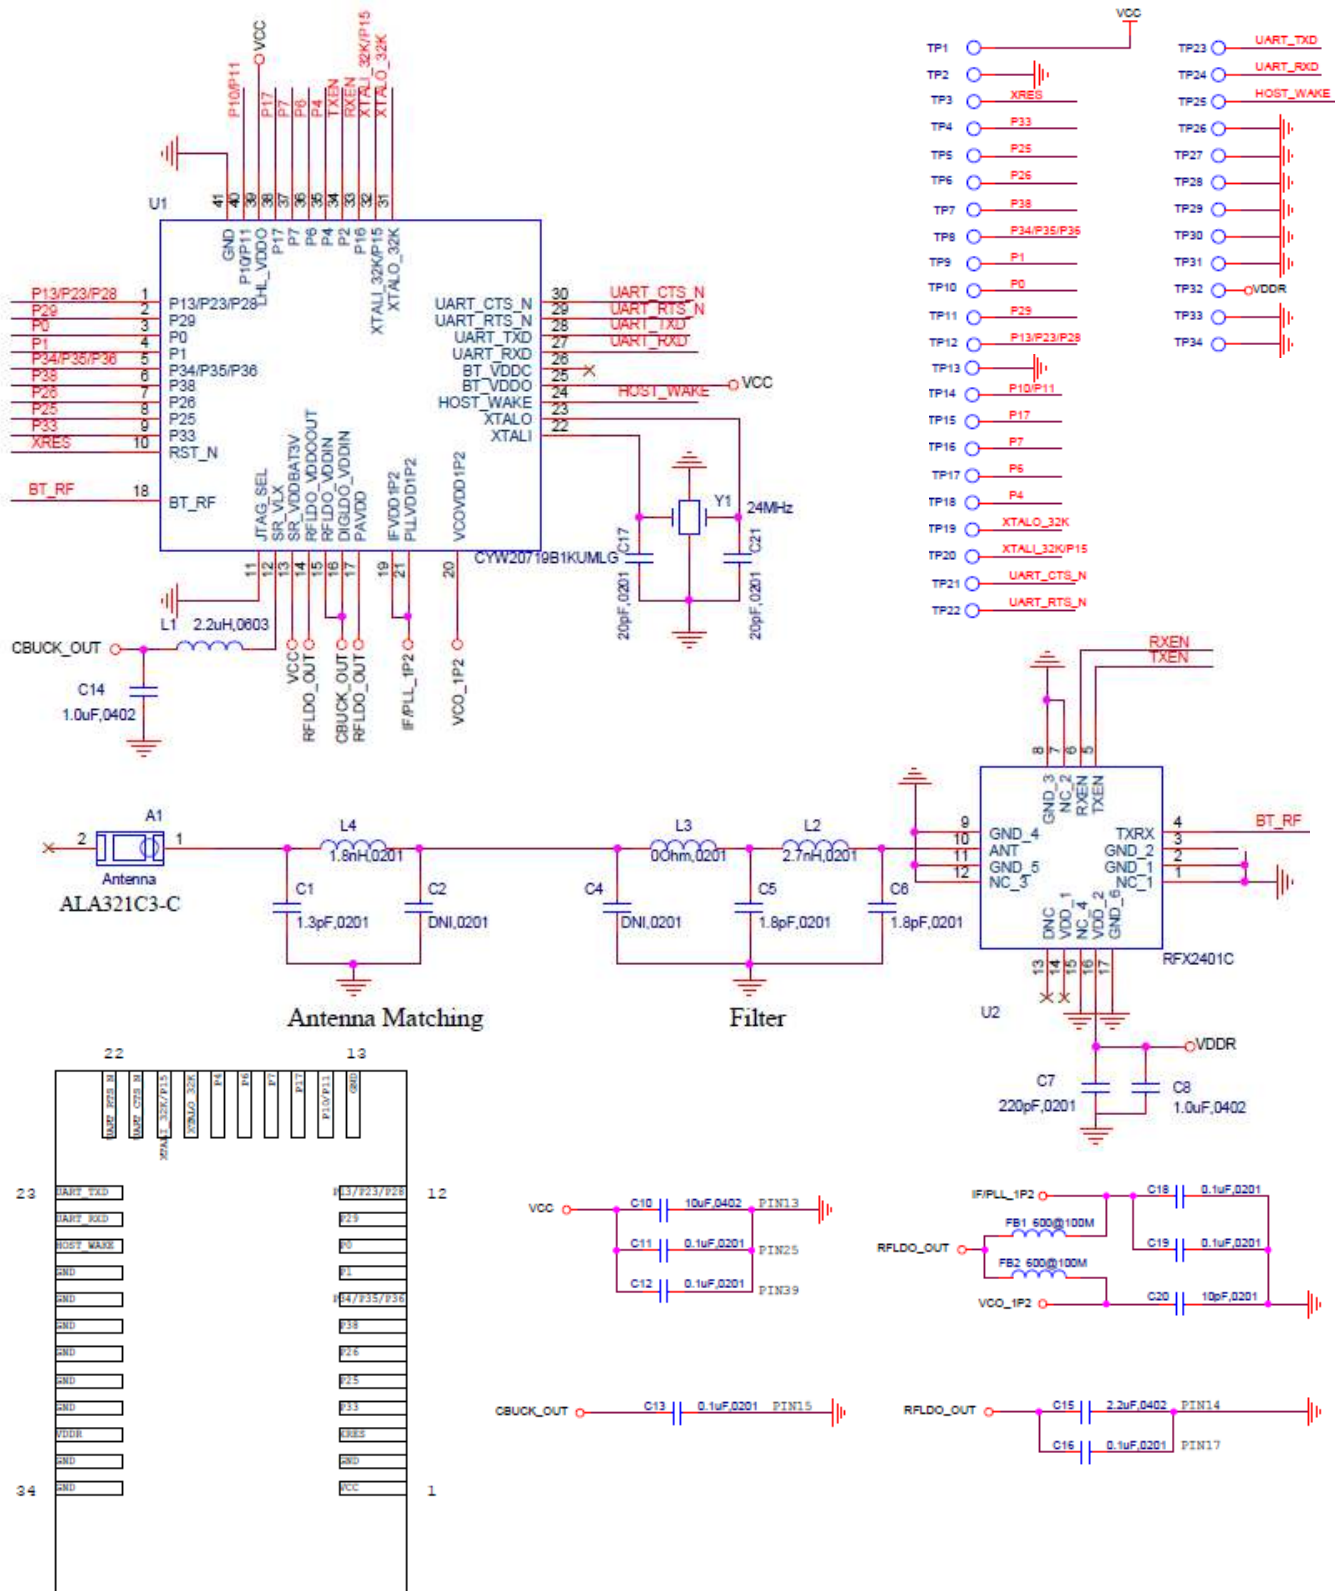 VCC
P10/P11
P17
P7
P6
P4
TXEN
RXEN
XTALI_32K/P15
XTALO_32K
41
40
39
38
37
36
35
34
33
32
31
U1
GND
P10/P11
LHL_VDDO
P17
P7
P6
P4
P2
P16
XTALI_32K/P15
XTALO_32K
P13/P23/P28 1 P13/P23/P28
P29 2 P29
P0 3 P0
P1 4 P1
P34/P35/P36 5 P34/P35/P36
P38 6 P38
P26 7 P26
P25 8 P25
P33 9 P33
XRES 10 RST_N
BT_RF 18 BT_RF
UART_CTS_N 30 UART_CTS_N
UART_RTS_N 29 UART_RTS_N
UART_TXD 28 UART_TXD
UART_RXD 27 UART_RXD
BT_VDDC 26
BT_VDDO 25 VCC
HOST_WAKE 24 HOST_WAKE
XTALO 23
XTALI 22
JTAG_SEL
SR_VLX
SR_VDDBAT3V
RFLDO_VDDOOUT
RFLDO_VDDIN
DIGLDO_VDDIN
PAVDD
IFVDD1P2
PLLVDD1P2
VCOVDD1P2
CYW20719B1KUMLG
11
12
13
14
15
16
17
19
21
20
L1 2.2uH,0603
CBUCK_OUT
C14
1.0uF,0402
VCC
RFLDO_OUT
CBUCK_OUT
RFLDO_OUT
IF/PLL_1P2
VCO_1P2
Y1
24MHz
C17
20pF,0201
C21
20pF,0201
VCC
TP1
TP2
TP3 XRES
TP4 P33
TP5 P25
TP6 P26
TP7 P38
TP8 P34/P35/P36
TP9 P1
TP10 P0
TP11 P29
TP12 P13/P23/P28
TP13
TP14 P10/P11
TP15 P17
TP16 P7
TP17 P6
TP18 P4
TP19 XTALO_32K
TP20 XTALI_32K/P15
TP21 UART_CTS_N
TP22 UART_RTS_N
TP23 UART_TXD
TP24 UART_RXD
TP25 HOST_WAKE
TP26
TP27
TP28
TP29
TP30
TP31
TP32 VDDR
TP33
TP34
RXEN
TXEN
8
7
6
5
GND_3
NC_2
RXEN
TXEN
9 GND_4
10 ANT
11 GND_5
12 NC_3
TXRX 4 BT_RF
GND_2 3
GND_1 2
NC_1 1
DNC
VDD_1
NC_4
VDD_2
GND_6
13
14
15
16
17
RFX2401C
U2
VDDR
C7
220pF,0201
C8
1.0uF,0402
A1
2
1
Antenna
ALA321C3-C
L4
1.8nH,0201
C1
1.3pF,0201
C2
DNI,0201
L3
0Ohm,0201
L2
2.7nH,0201
C4
DNI,0201
C5
1.8pF,0201
C6
1.8pF,0201
Antenna Matching
Filter
22
13
UART_RTS_N
UART_CTS_N
XTALI_32K/P15
XTALO_32K
P4
P6
P7
P17
P10/P11
GND
23 UART_TXD
UART_RXD
HOST_WAKE
GND
GND
GND
GND
GND
GND
VDDR
GND
34 GND
P13/P23/P28 12
P29
P0
P1
P34/P35/P36
P38
P26
P25
P33
XRES
GND
VCC 1
VCC
C10 10uF,0402 PIN13
C11 0.1uF,0201 PIN25
C12 0.1uF,0201 PIN39
IF/PLL_1P2
C18 0.1uF,0201
FB1 600@100M
RFLDO_OUT
C19 0.1uF,0201
FB2 600@100M
VCO_1P2
C20 10pF,0201
CBUCK_OUT C13 0.1uF,0201 PIN15
RFLDO_OUT C15 2.2uF,0402 PIN14
C16 0.1uF,0201 PIN17